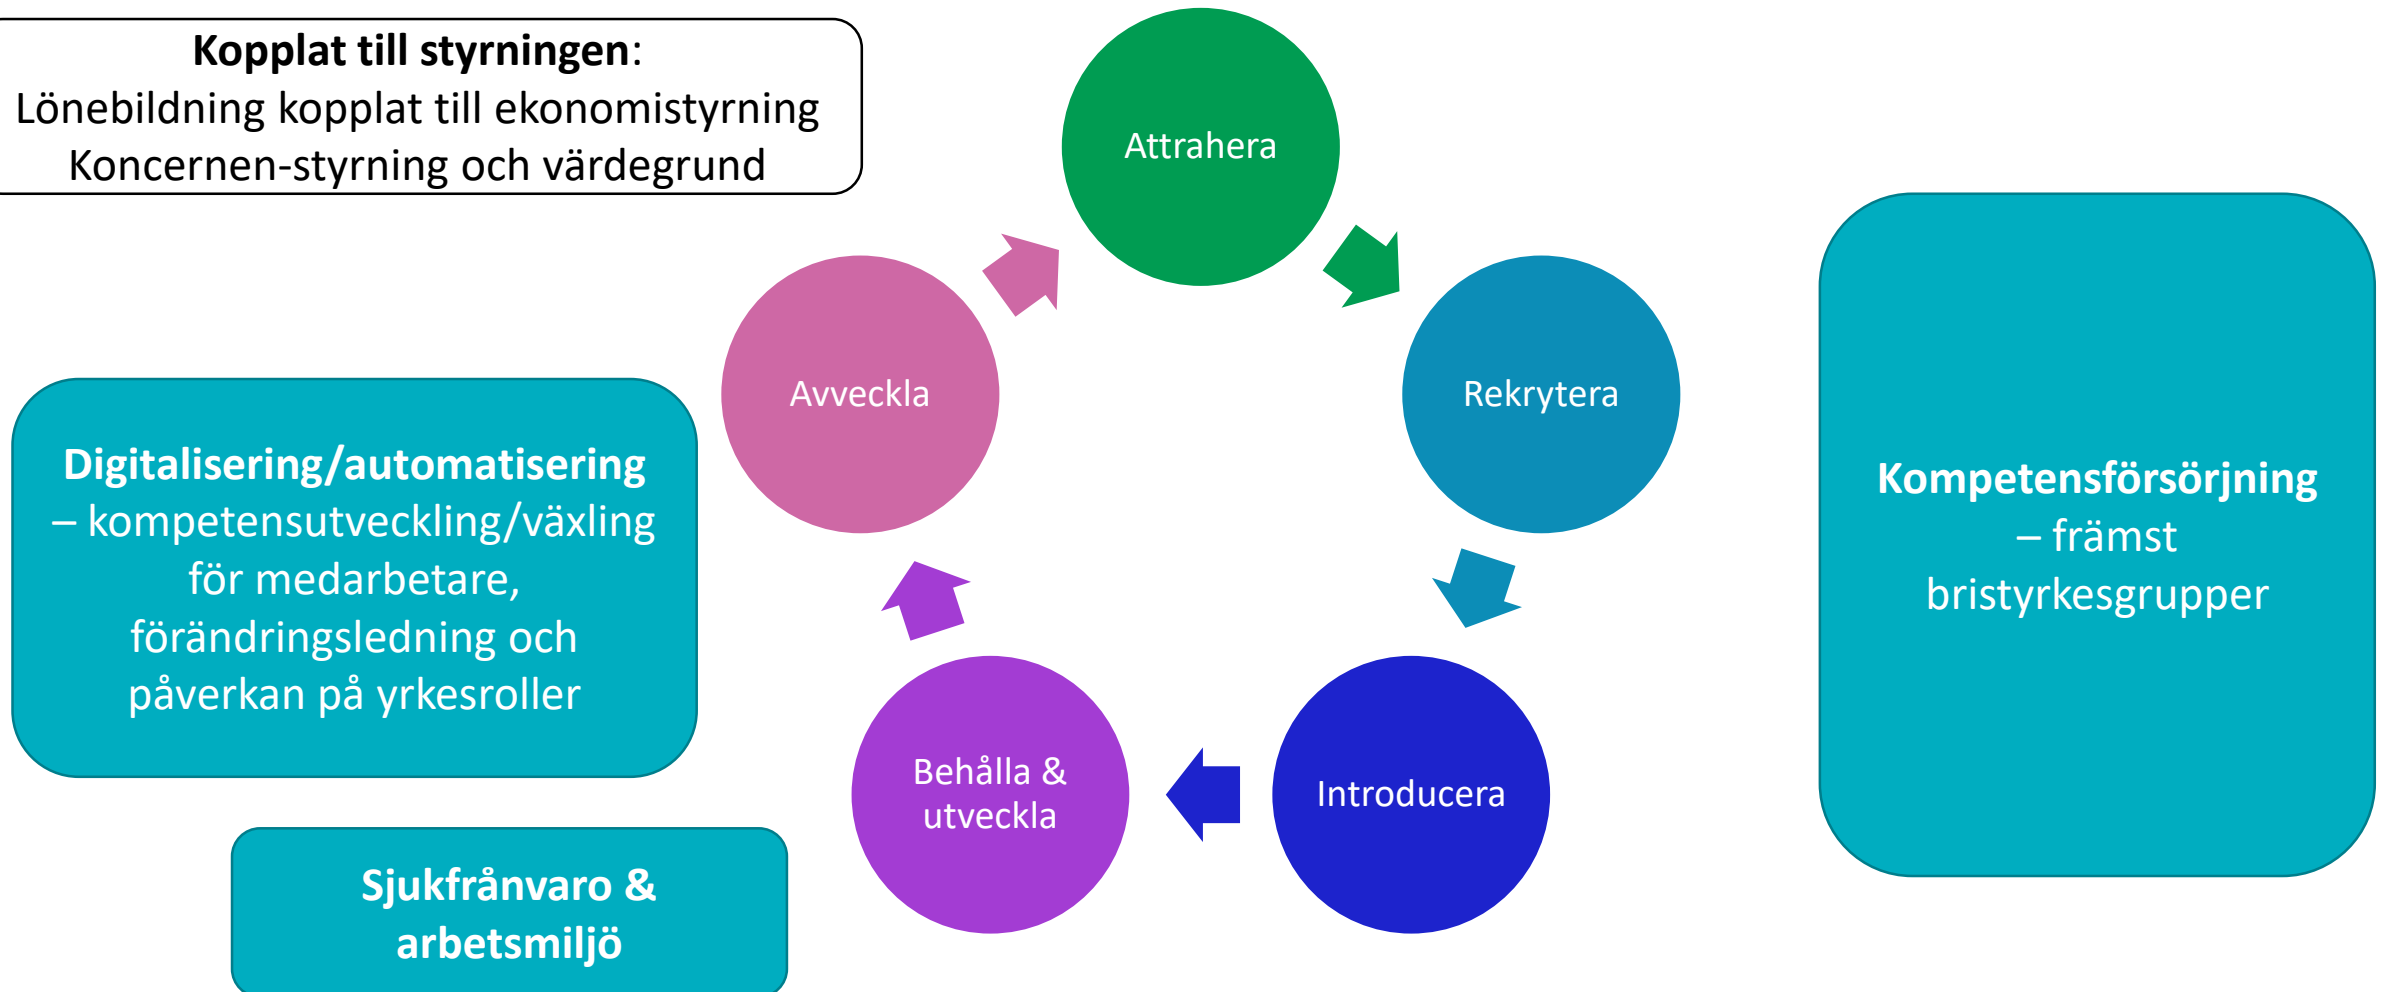 Kopplat till styrningen:
Lönebildning kopplat till ekonomistyrning
Koncernen-styrning och värdegrund
Attrahera
Rekrytera
Introducera
Behålla &
utveckla
Avveckla
Digitalisering/automatisering
– kompetensutveckling/växling
för medarbetare,
förändringsledning och
påverkan på yrkesroller
Sjukfrånvaro &
arbetsmiljö
Kompetensförsörjning
– främst
bristyrkesgrupper